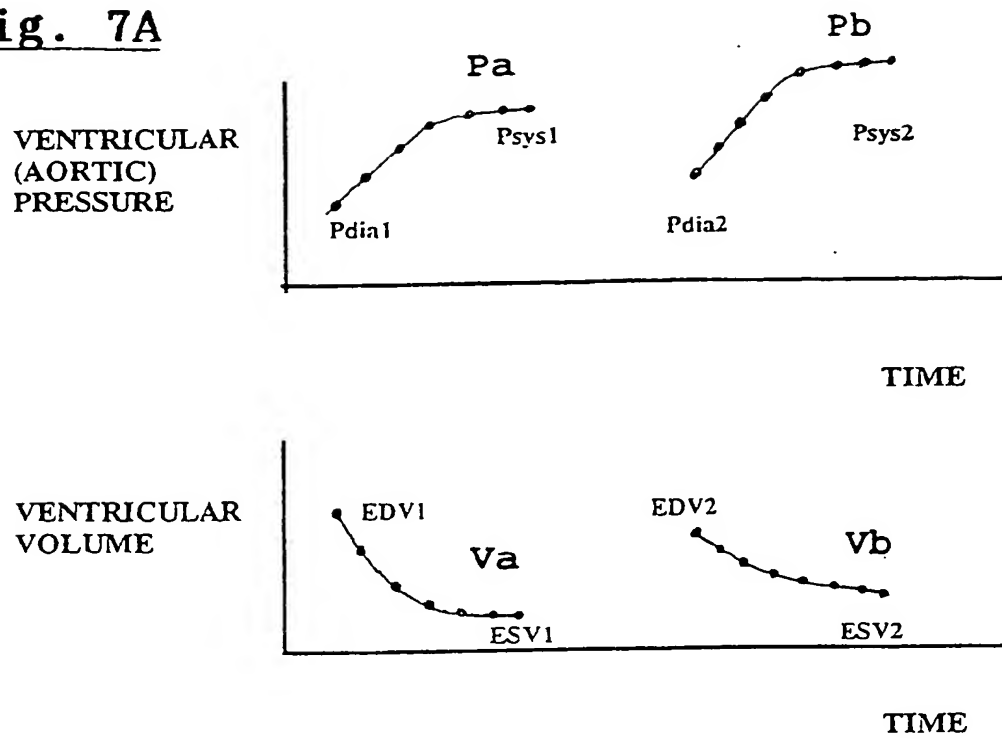 ig. 7A
Pa
Pb
VENTRICULAR
(AORTIC)
PRESSURE
Psys1
Psys2
Pdia1
Pdia2
TIME
VENTRICULAR
VOLUME
EDV1
EDV2
Va
Vb
ESV1
ESV2
TIME